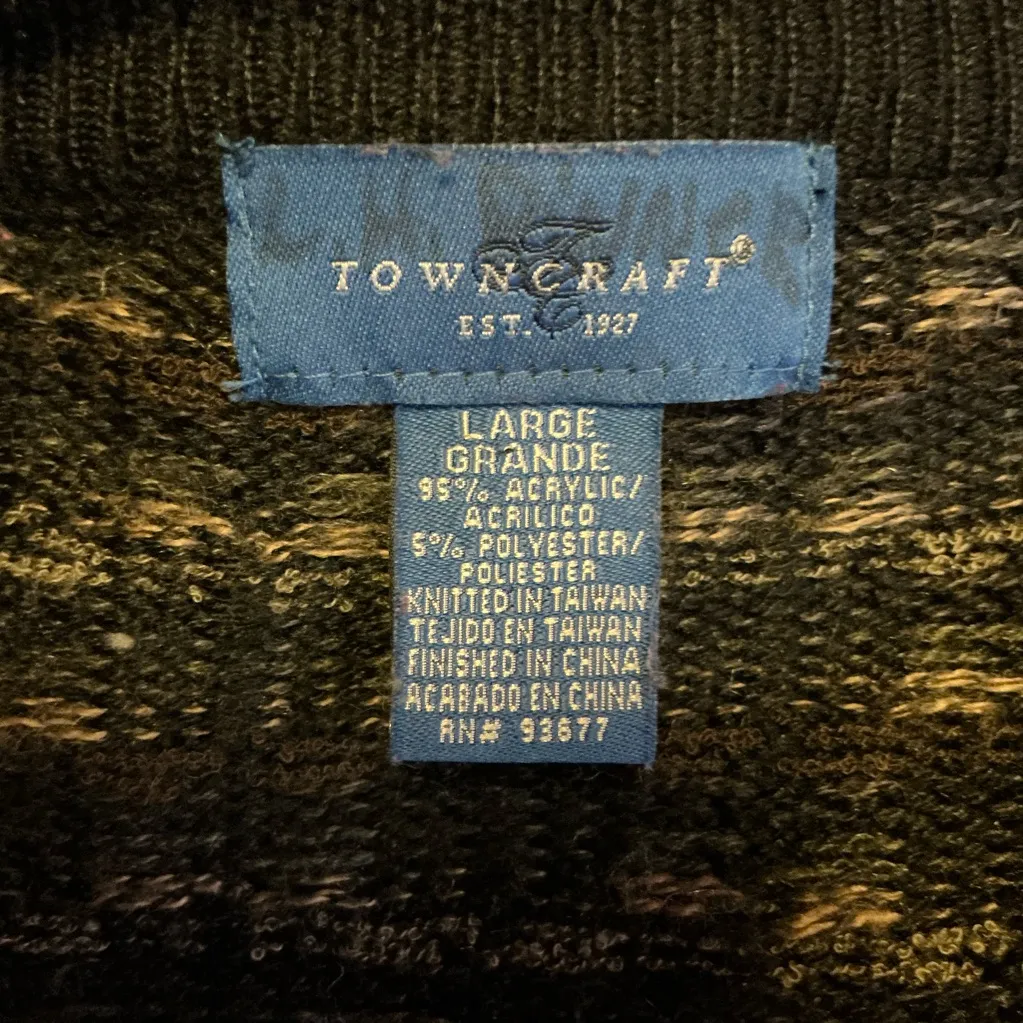 TOWNCRAFT®
EST. 1927
LARGE
GRANDE
95% ACRYLIC/
ACRILICO
5% POLYESTER/
POLIESTER
KNITTED IN TAIWAN
TEJIDO EN TAIWAN
FINISHED IN CHINA
ACABADO EN CHINA
RN# 93677